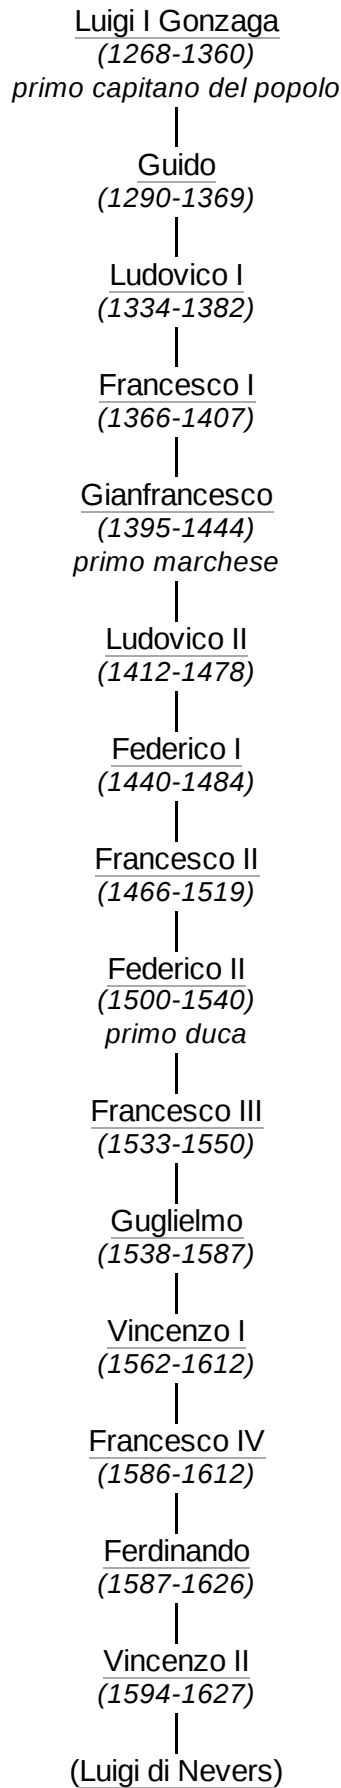 Luigi I Gonzaga
(1268-1360)
primo capitano del popolo
Guido
(1290-1369)
Ludovico I
(1334-1382)
Francesco I
(1366-1407)
Gianfrancesco
(1395-1444)
primo marchese
Ludovico II
(1412-1478)
Federico I
(1440-1484)
Francesco II
(1466-1519)
Federico II
(1500-1540)
primo duca
Francesco III
(1533-1550)
Guglielmo
(1538-1587)
Vincenzo I
(1562-1612)
Francesco IV
(1586-1612)
Ferdinando
(1587-1626)
Vincenzo II
(1594-1627)
(Luigi di Nevers)